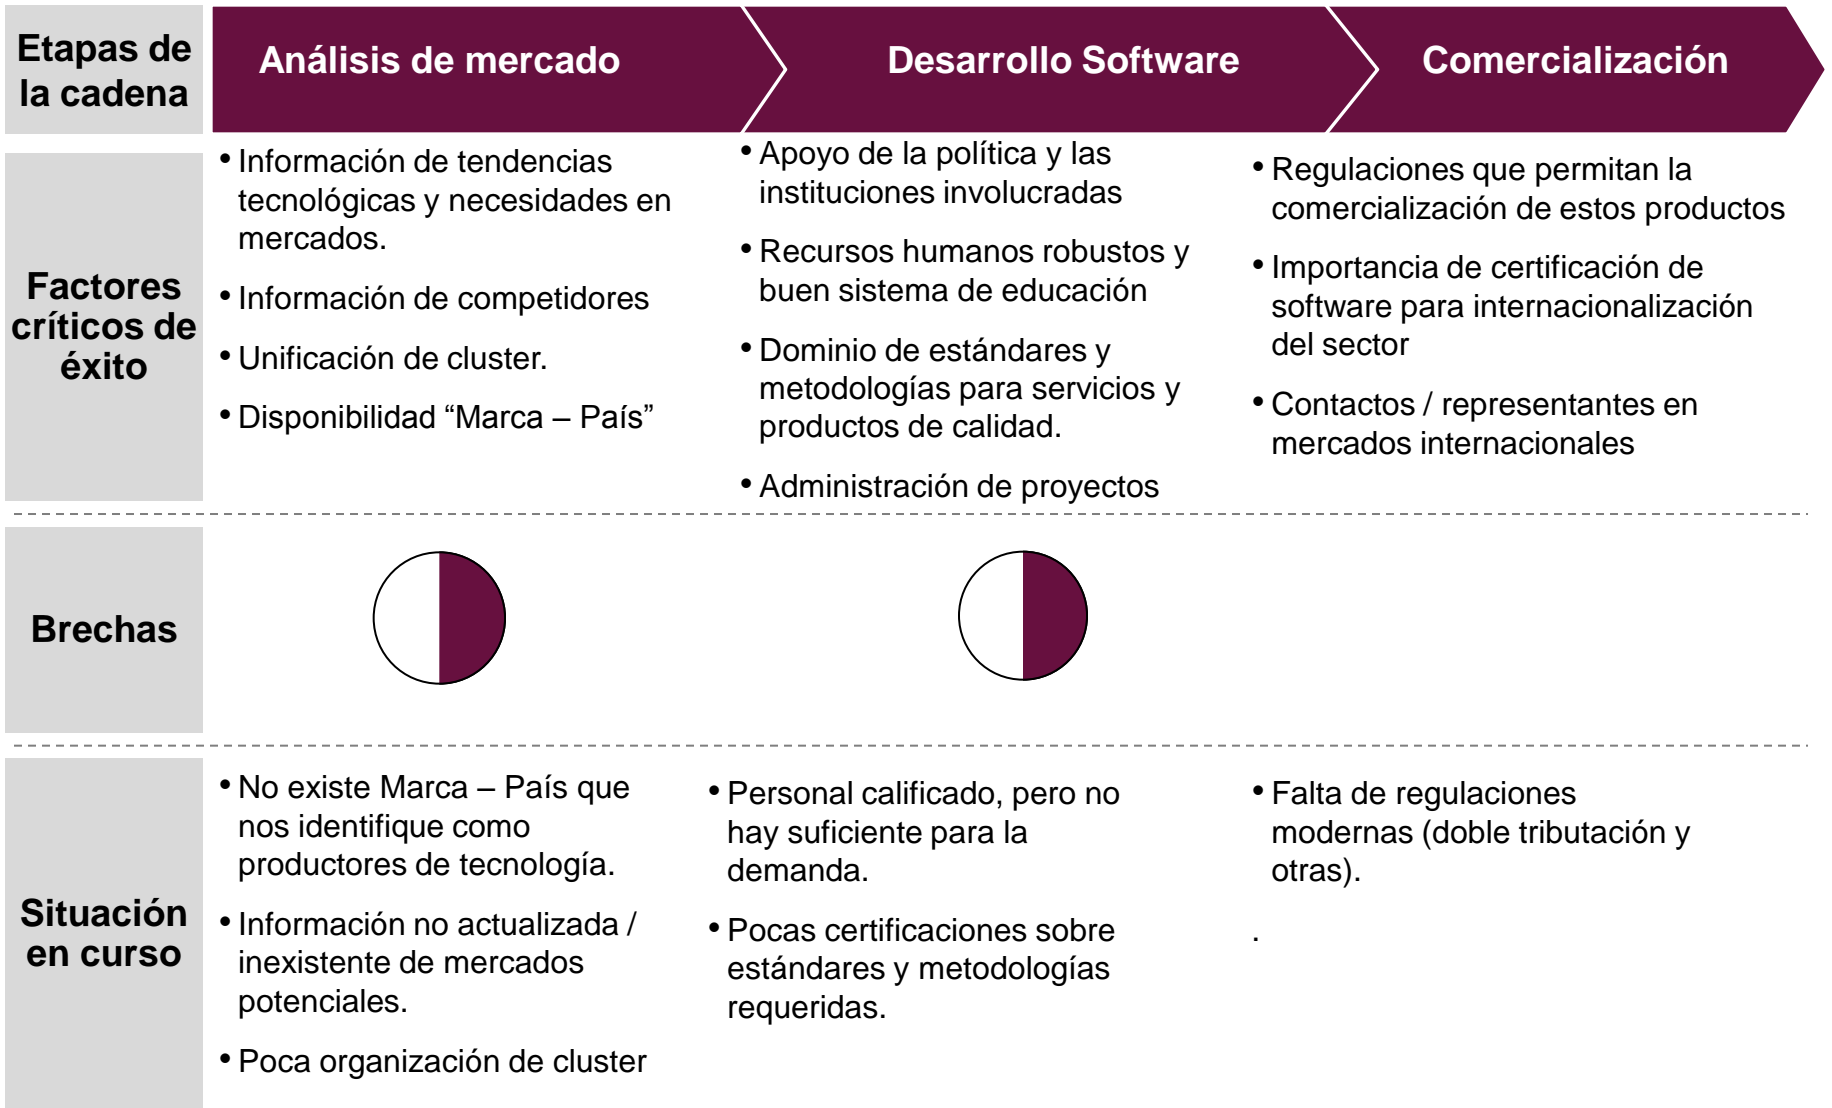 Etapas de
la cadena
Análisis de mercado
Desarrollo Software
Comercialización
Factores
críticos de
éxito
• Información de tendencias
tecnológicas y necesidades en
mercados.
• Información de competidores
• Unificación de cluster.
• Disponibilidad “Marca – País”
• Apoyo de la política y las
instituciones involucradas
• Recursos humanos robustos y
buen sistema de educación
• Dominio de estándares y
metodologías para servicios y
productos de calidad.
• Administración de proyectos
• Regulaciones que permitan la
comercialización de estos productos
• Importancia de certificación de
software para internacionalización
del sector
• Contactos / representantes en
mercados internacionales
Brechas
Situación
en curso
• No existe Marca – País que
nos identifique como
productores de tecnología.
• Información no actualizada /
inexistente de mercados
potenciales.
• Poca organización de cluster
• Personal calificado, pero no
hay suficiente para la
demanda.
• Pocas certificaciones sobre
estándares y metodologías
requeridas.
• Falta de regulaciones
modernas (doble tributación y
otras).
.